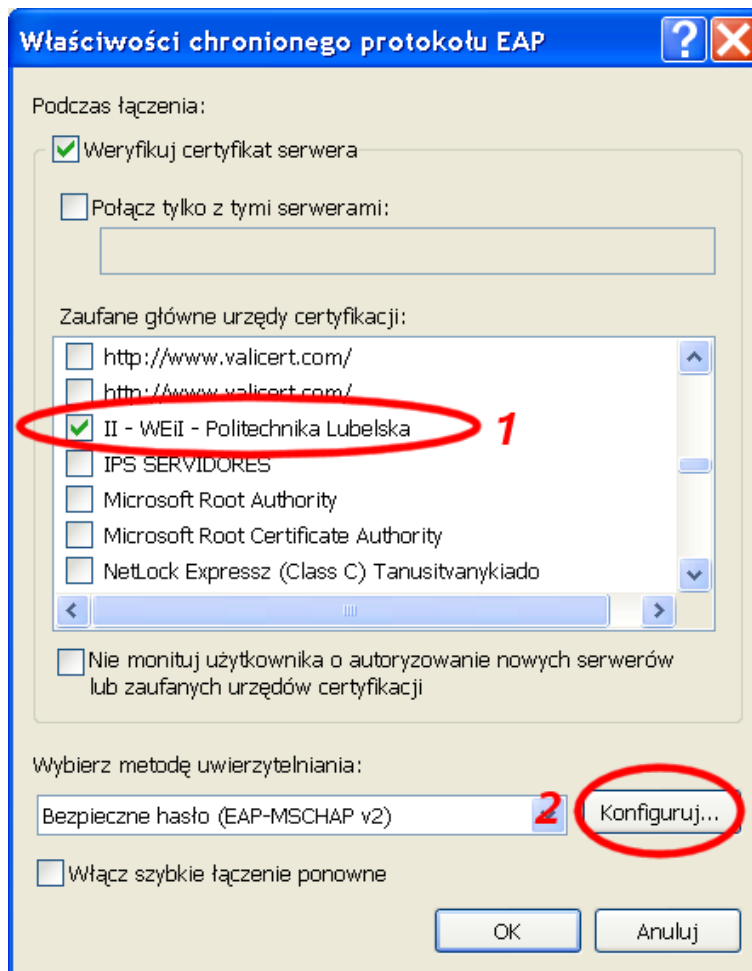 Właściwości chronionego protokołu EAP
Podczas łączenia:
Weryfikuj certyfikat serwera
Połącz tylko z tymi serwerami:
Zaufane główne urzędy certyfikacji:
http://www.valicert.com/
http://www.valicert.com/
II - WEiI - Politechnika Lubelska
1
IPS SERVIDORES
Microsoft Root Authority
Microsoft Root Certificate Authority
NetLock Expressz (Class C) Tanusitvanykiado
Nie monituj użytkownika o autoryzowanie nowych serwerów
lub zaufanych urzędów certyfikacji
Wybierz metodę uwierzytelniania:
Bezpieczne hasło (EAP-MSCHAP v2)
2
Konfiguruj...
Włącz szybkie łączenie ponowne
OK
Anuluj